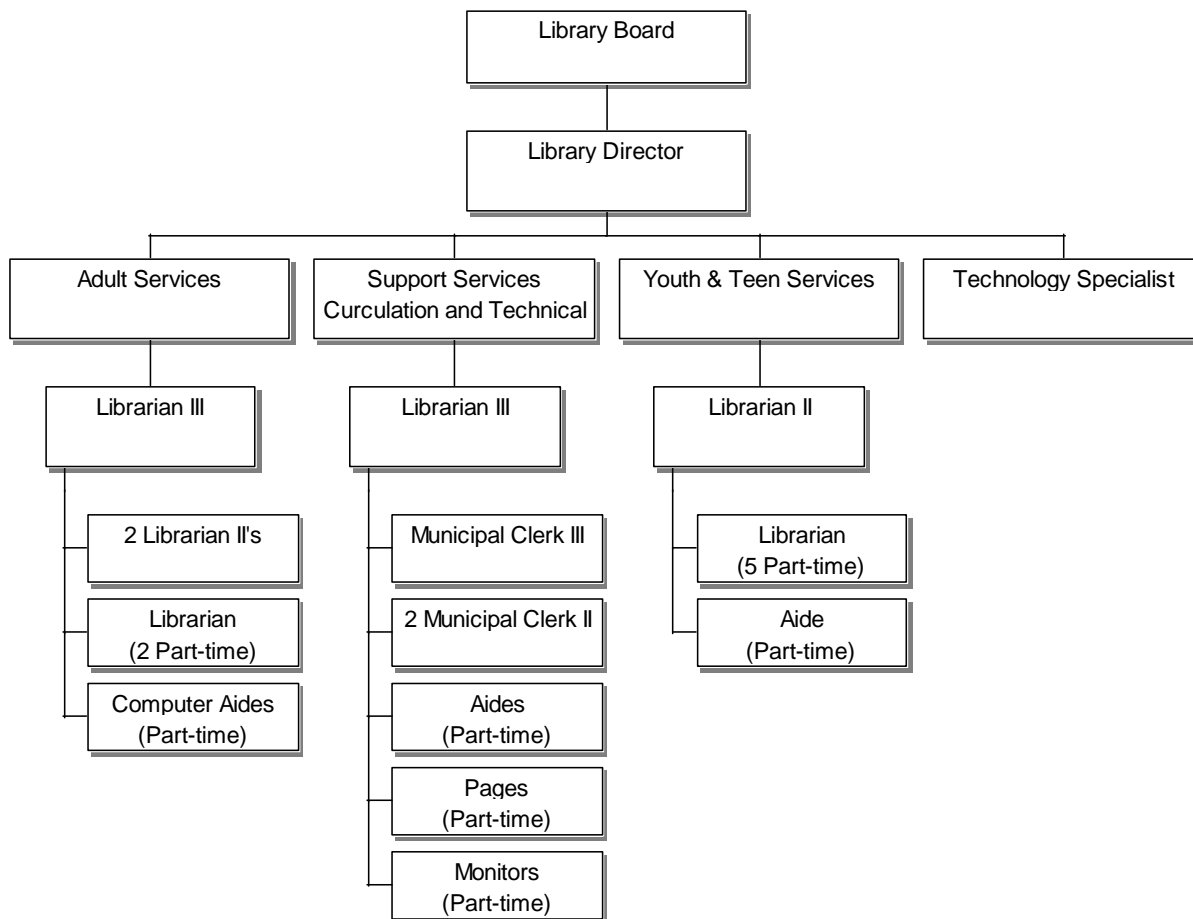 Library Board
Library Director
Adult Services
Support Services
Curculation and Technical
Youth & Teen Services
Technology Specialist
Librarian III
Librarian III
Librarian II
2 Librarian II's
Municipal Clerk III
Librarian
(5 Part-time)
Librarian
(2 Part-time)
2 Municipal Clerk II
Aide
(Part-time)
Computer Aides
(Part-time)
Aides
(Part-time)
Pages
(Part-time)
Monitors
(Part-time)